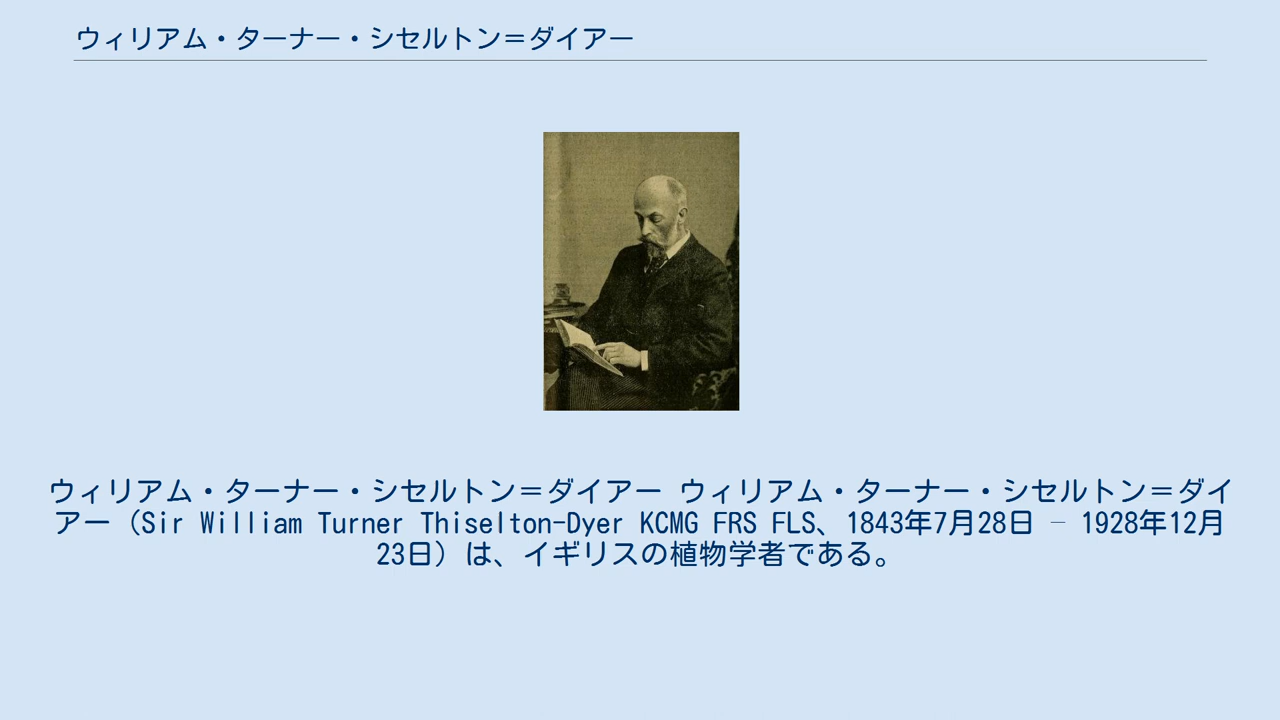 ウィリアム・ターナー・シセルトン＝ダイアー
ウィリアム・ターナー・シセルトン＝ダイアー ウィリアム・ターナー・シセルトン＝ダイ
アー（Sir William Turner Thiselton-Dyer KCMG FRS FLS、1843年7月28日 – 1928年12月
23日）は、イギリスの植物学者である。